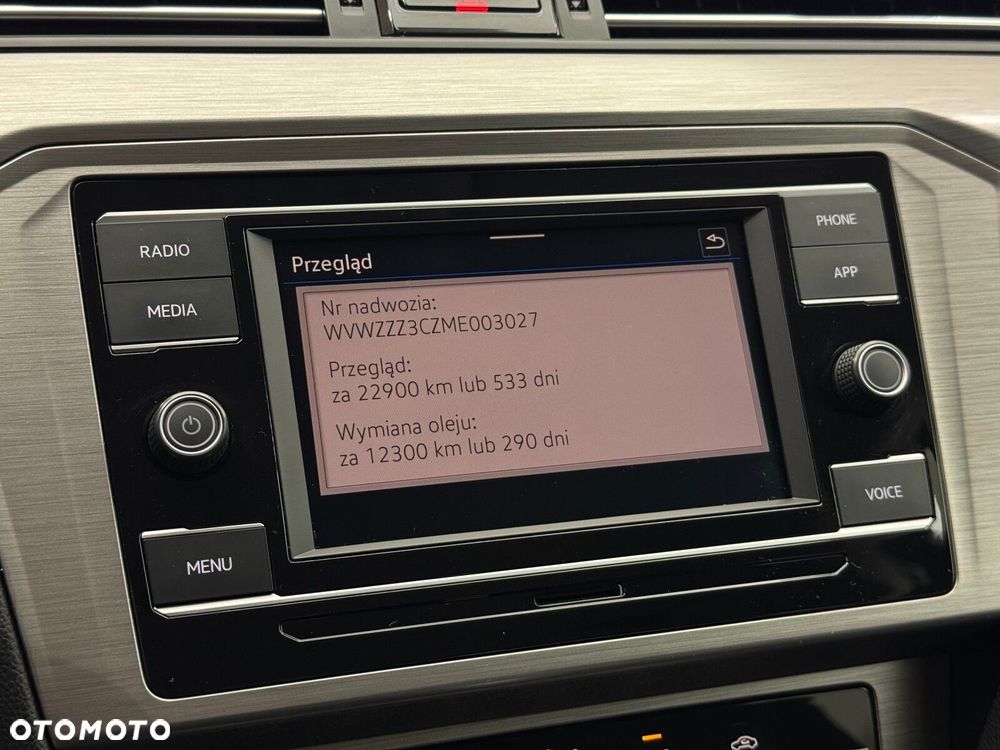 RADIO
MEDIA
MENU
PHONE
APP
VOICE
Przegląd
Nr nadwozia:
WVWZZZ3CZME003027
Przegląd:
za 22900 km lub 533 dni
Wymiana oleju:
za 12300 km lub 290 dni
OTOMOTO